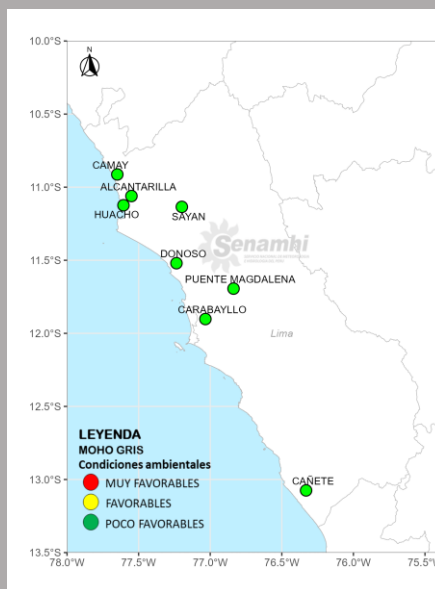 10.0°S
N
10.5°S
CAMAY
11.0°S
ALCANTARILLA
HUACHO
SAYAN
Senamhi
DONOSO
11.5°S
PUENTE MAGDALENA
CARABAYLLO
12.0°S
Lima
12.5°S
LEYENDA
MOHO GRIS
Condiciones ambientales
MUY FAVORABLES
FAVORABLES
POCO FAVORABLES
13.0°S
CAÑETE
13.5°S
78.0°W 77.5°W 77.0°W 76.5°W 76.0°W 75.5°W